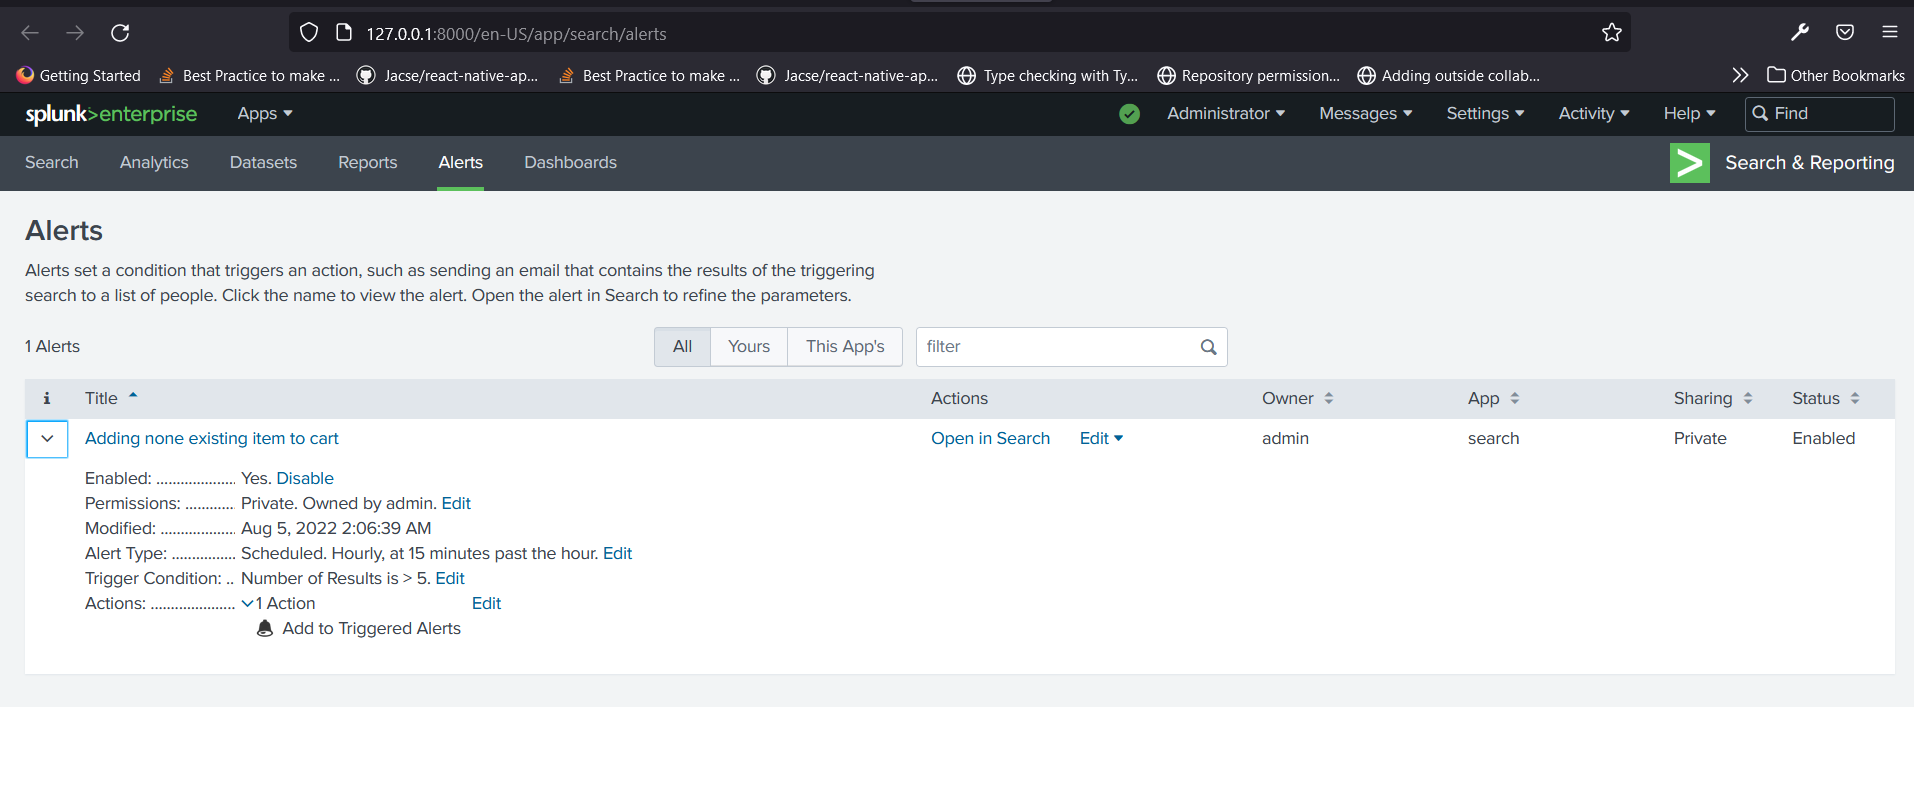 127.0.0.1:8000/en-US/app/search/alerts
Getting Started Best Practice to make ... Jacse/react-native-ap... Best Practice to make ... Jacse/react-native-ap... Type checking with Ty... Repository permission... Adding outside collab... Other Bookmarks
splunk>enterprise Apps Administrator Messages Settings Activity Help Find
Search Analytics Datasets Reports Alerts Dashboards > Search & Reporting
Alerts
Alerts set a condition that triggers an action, such as sending an email that contains the results of the triggering
search to a list of people. Click the name to view the alert. Open the alert in Search to refine the parameters.
1 Alerts All Yours This App's filter
i Title Actions Owner App Sharing Status
Adding none existing item to cart Open in Search Edit admin search Private Enabled
Enabled: .................... Yes. Disable
Permissions: ............. Private. Owned by admin. Edit
Modified: ................... Aug 5, 2022 2:06:39 AM
Alert Type: ................ Scheduled. Hourly, at 15 minutes past the hour. Edit
Trigger Condition: .. Number of Results is > 5. Edit
Actions: ..................... 1 Action Edit
Add to Triggered Alerts